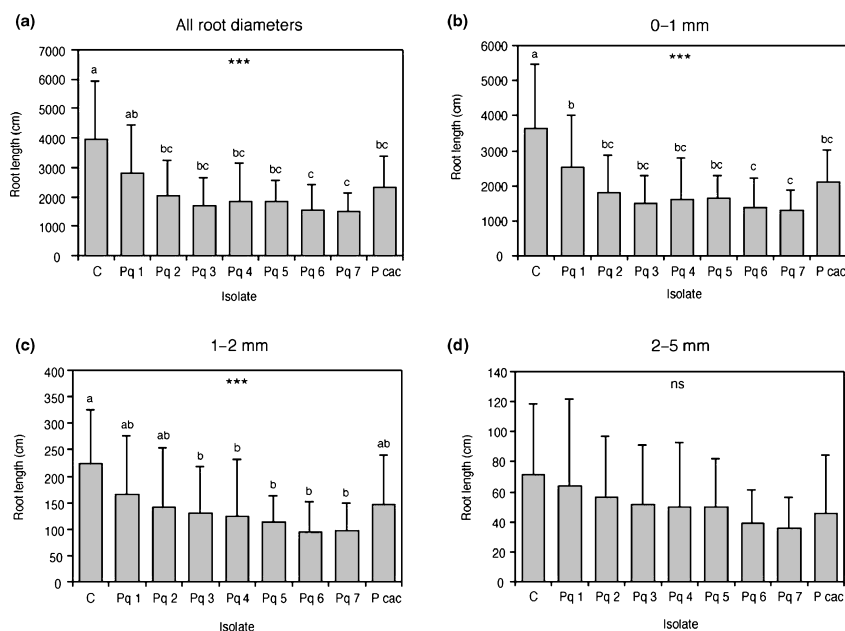 (a)
All root diameters
7000
6000
5000
4000
3000
2000
1000
0
Root length (cm)
***
a
ab
bc
bc
bc
bc
c
c
bc
C Pq 1 Pq 2 Pq 3 Pq 4 Pq 5 Pq 6 Pq 7 P cac
Isolate
(b)
0–1 mm
6000
5000
4000
3000
2000
1000
0
Root length (cm)
***
a
b
bc
bc
bc
bc
c
c
bc
C Pq 1 Pq 2 Pq 3 Pq 4 Pq 5 Pq 6 Pq 7 P cac
Isolate
(c)
1–2 mm
400
350
300
250
200
150
100
50
0
Root length (cm)
***
a
ab
ab
b
b
b
b
b
ab
C Pq 1 Pq 2 Pq 3 Pq 4 Pq 5 Pq 6 Pq 7 P cac
Isolate
(d)
2–5 mm
140
120
100
80
60
40
20
0
Root length (cm)
ns
C Pq 1 Pq 2 Pq 3 Pq 4 Pq 5 Pq 6 Pq 7 P cac
Isolate